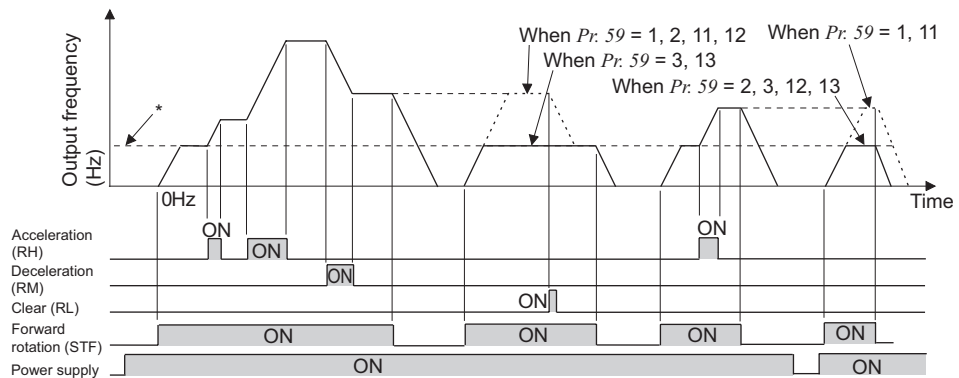 When Pr. 59 = 1, 2, 11, 12
When Pr. 59 = 1, 11
When Pr. 59 = 3, 13
When Pr. 59 = 2, 3, 12, 13
Output frequency
(Hz)
*
0Hz
Time
Acceleration
(RH)
ON
ON
ON
Deceleration
(RM)
ON
Clear (RL)
ON
Forward
rotation (STF)
ON
ON
ON
ON
Power supply
ON
ON